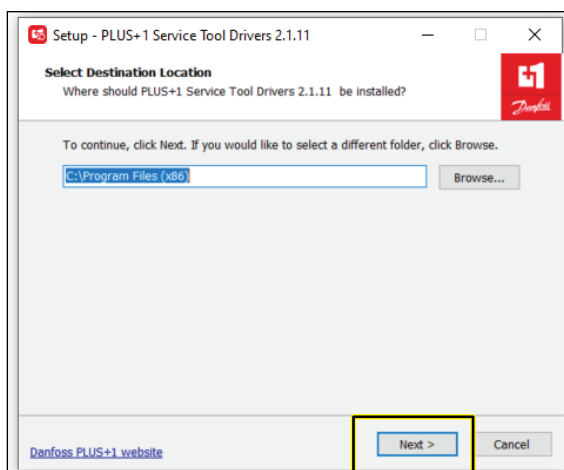 Setup - PLUS+1 Service Tool Drivers 2.1.11
Select Destination Location
Where should PLUS+1 Service Tool Drivers 2.1.11 be installed?
+1
Danfoss
To continue, click Next. If you would like to select a different folder, click Browse.
C:\Program Files (x86)
Browse...
Next >
Cancel
Danfoss PLUS+1 website